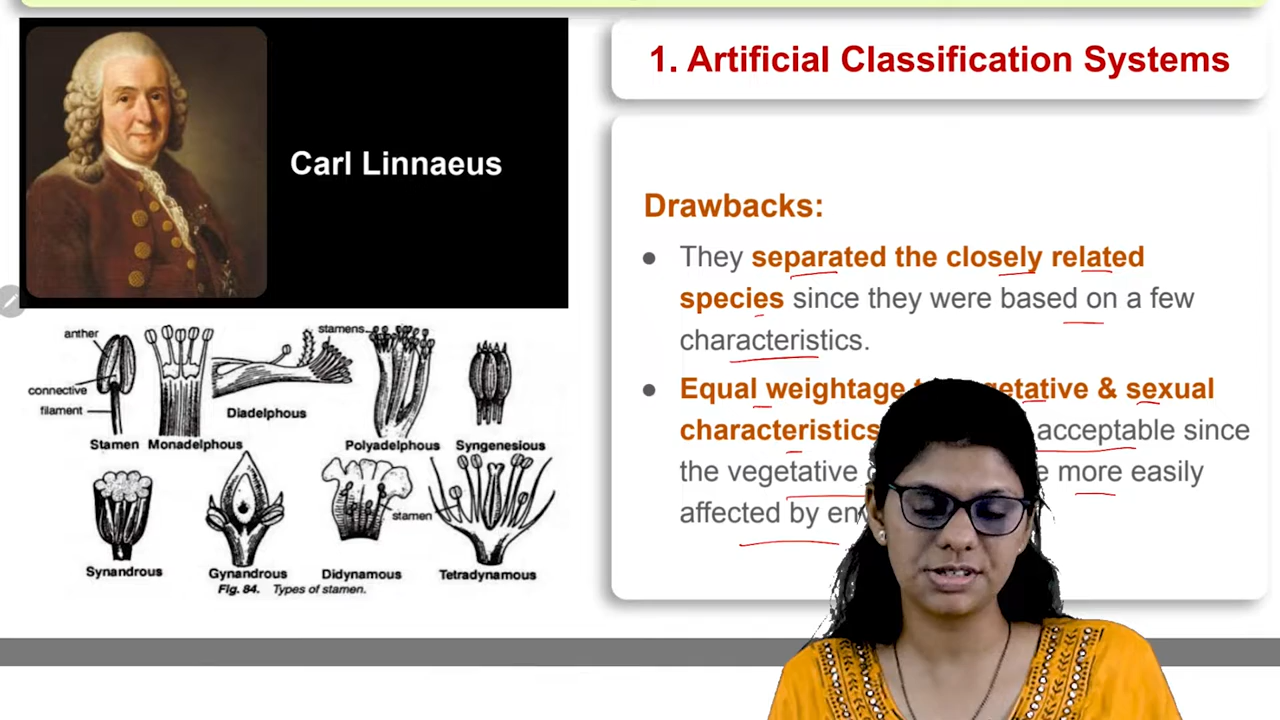 1. Artificial Classification Systems
Carl Linnaeus
Drawbacks:
They separated the closely related
species since they were based on a few
characteristics.
Equal weightage & sexual
characteristics acceptable since
the vegetative more easily
affected by
anther
connective
filament
Stamen
Monadelphous
Diadelphous
stamens
Polyadelphous
Syngenesious
Synandrous
Gynandrous
Didynamous
stamen
Tetradynamous
Fig. 84. Types of stamen.